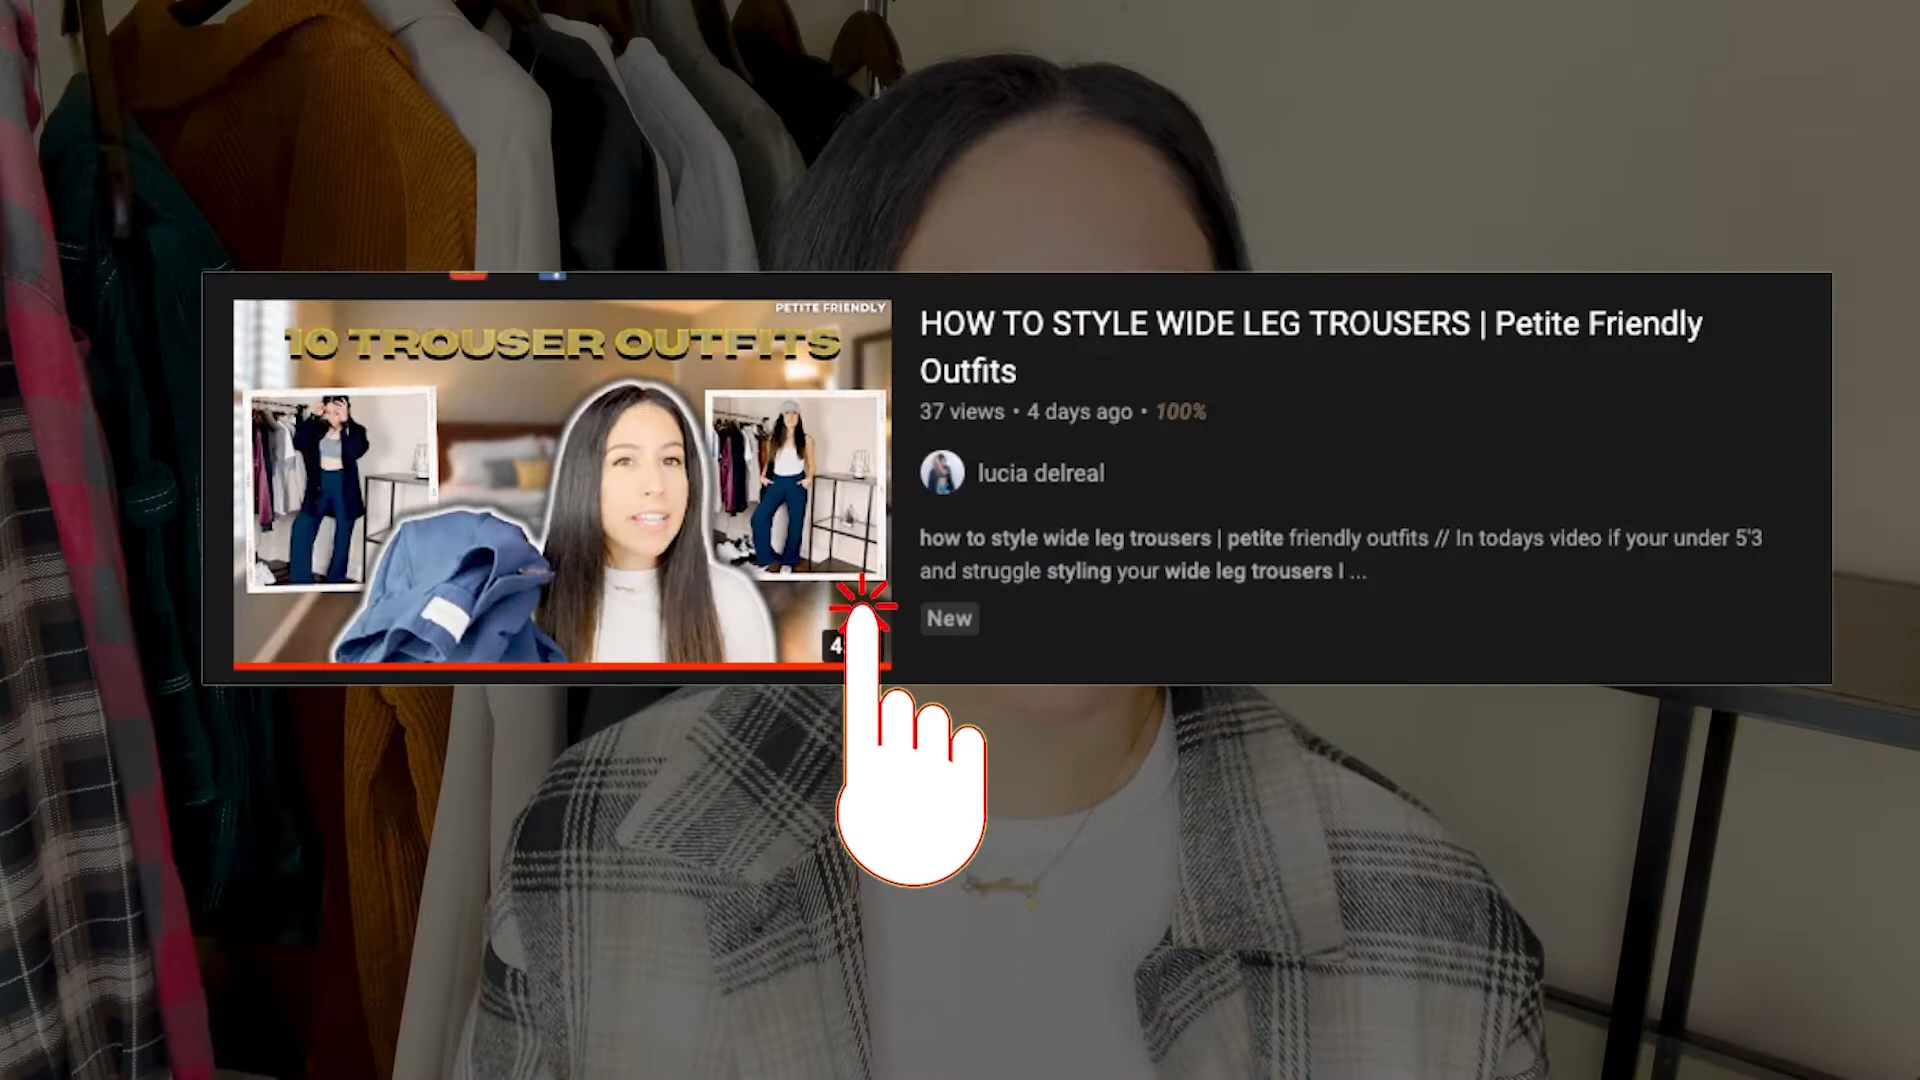 PETITE FRIENDLY
10 TROUSER OUTFITS
HOW TO STYLE WIDE LEG TROUSERS | Petite Friendly
Outfits
37 views • 4 days ago • 100%
lucia delreal
how to style wide leg trousers | petite friendly outfits // In todays video if your under 5'3
and struggle styling your wide leg trousers I ...
New
4